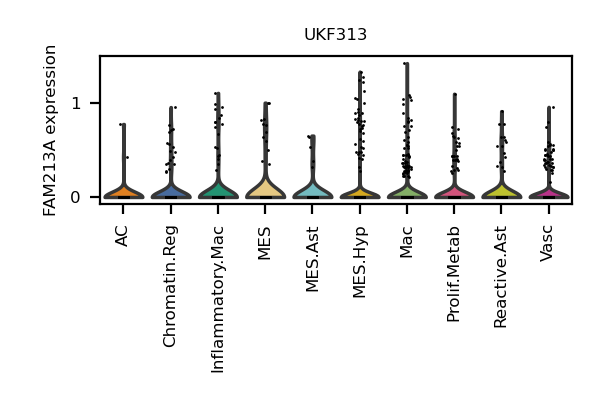 UKF313
FAM213A expression
1
0
AC
Chromatin.Reg
Inflammatory.Mac
MES
MES.Ast
MES.Hyp
Mac
Prolif.Metab
Reactive.Ast
Vasc